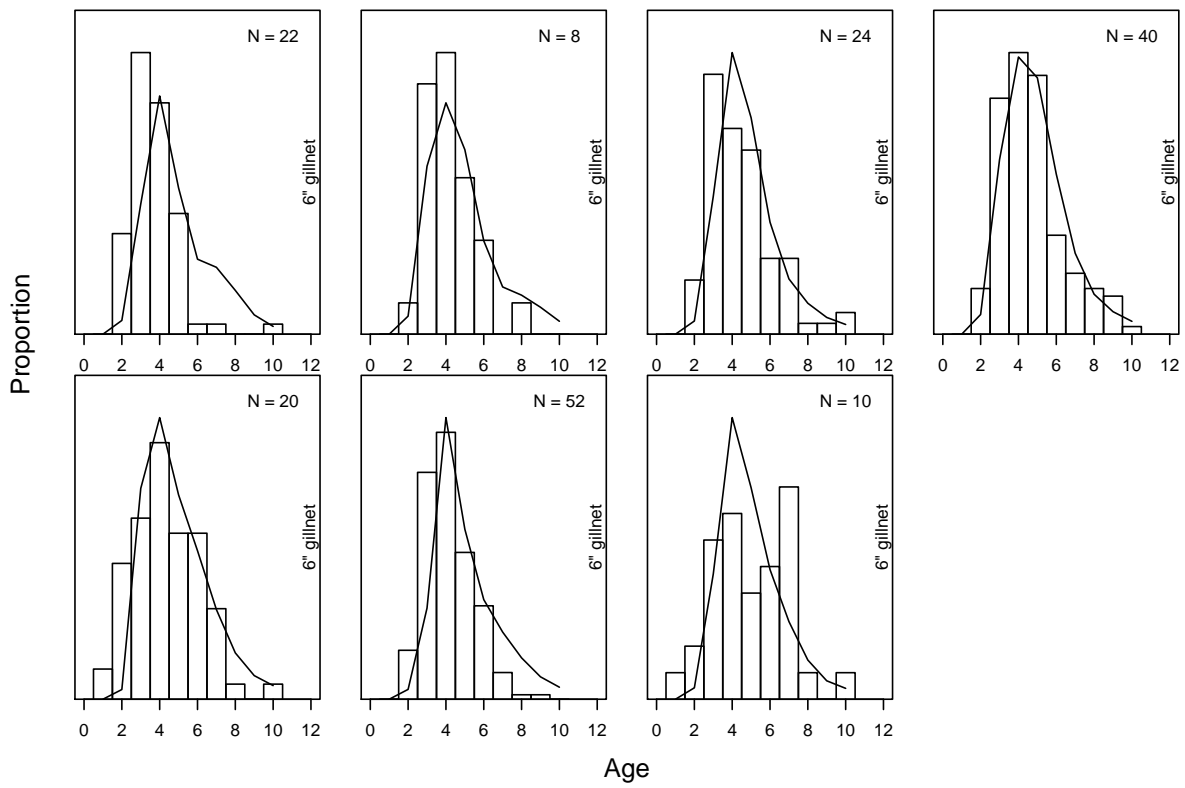 N = 22
N = 8
N = 24
N = 40
6" gillnet
6" gillnet
6" gillnet
6" gillnet
0 2 4 6 8 10 12
0 2 4 6 8 10 12
0 2 4 6 8 10 12
0 2 4 6 8 10 12
Proportion
N = 20
N = 52
N = 10
6" gillnet
6" gillnet
6" gillnet
0 2 4 6 8 10 12
0 2 4 6 8 10 12
0 2 4 6 8 10 12
Age